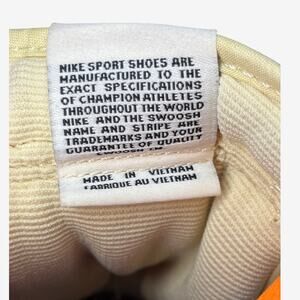 NIKE SPORT SHOES ARE
MANUFACTURED TO THE
EXACT SPECIFICATIONS
OF CHAMPION ATHLETES
THROUGHOUT THE WORLD
NIKE AND THE SWOOSH
NAME AND STRIPE ARE
TRADEMARKS AND YOUR
GUARANTEE OF QUALITY
MADE IN VIETNAM
FABRIQUE AU VIETNAM